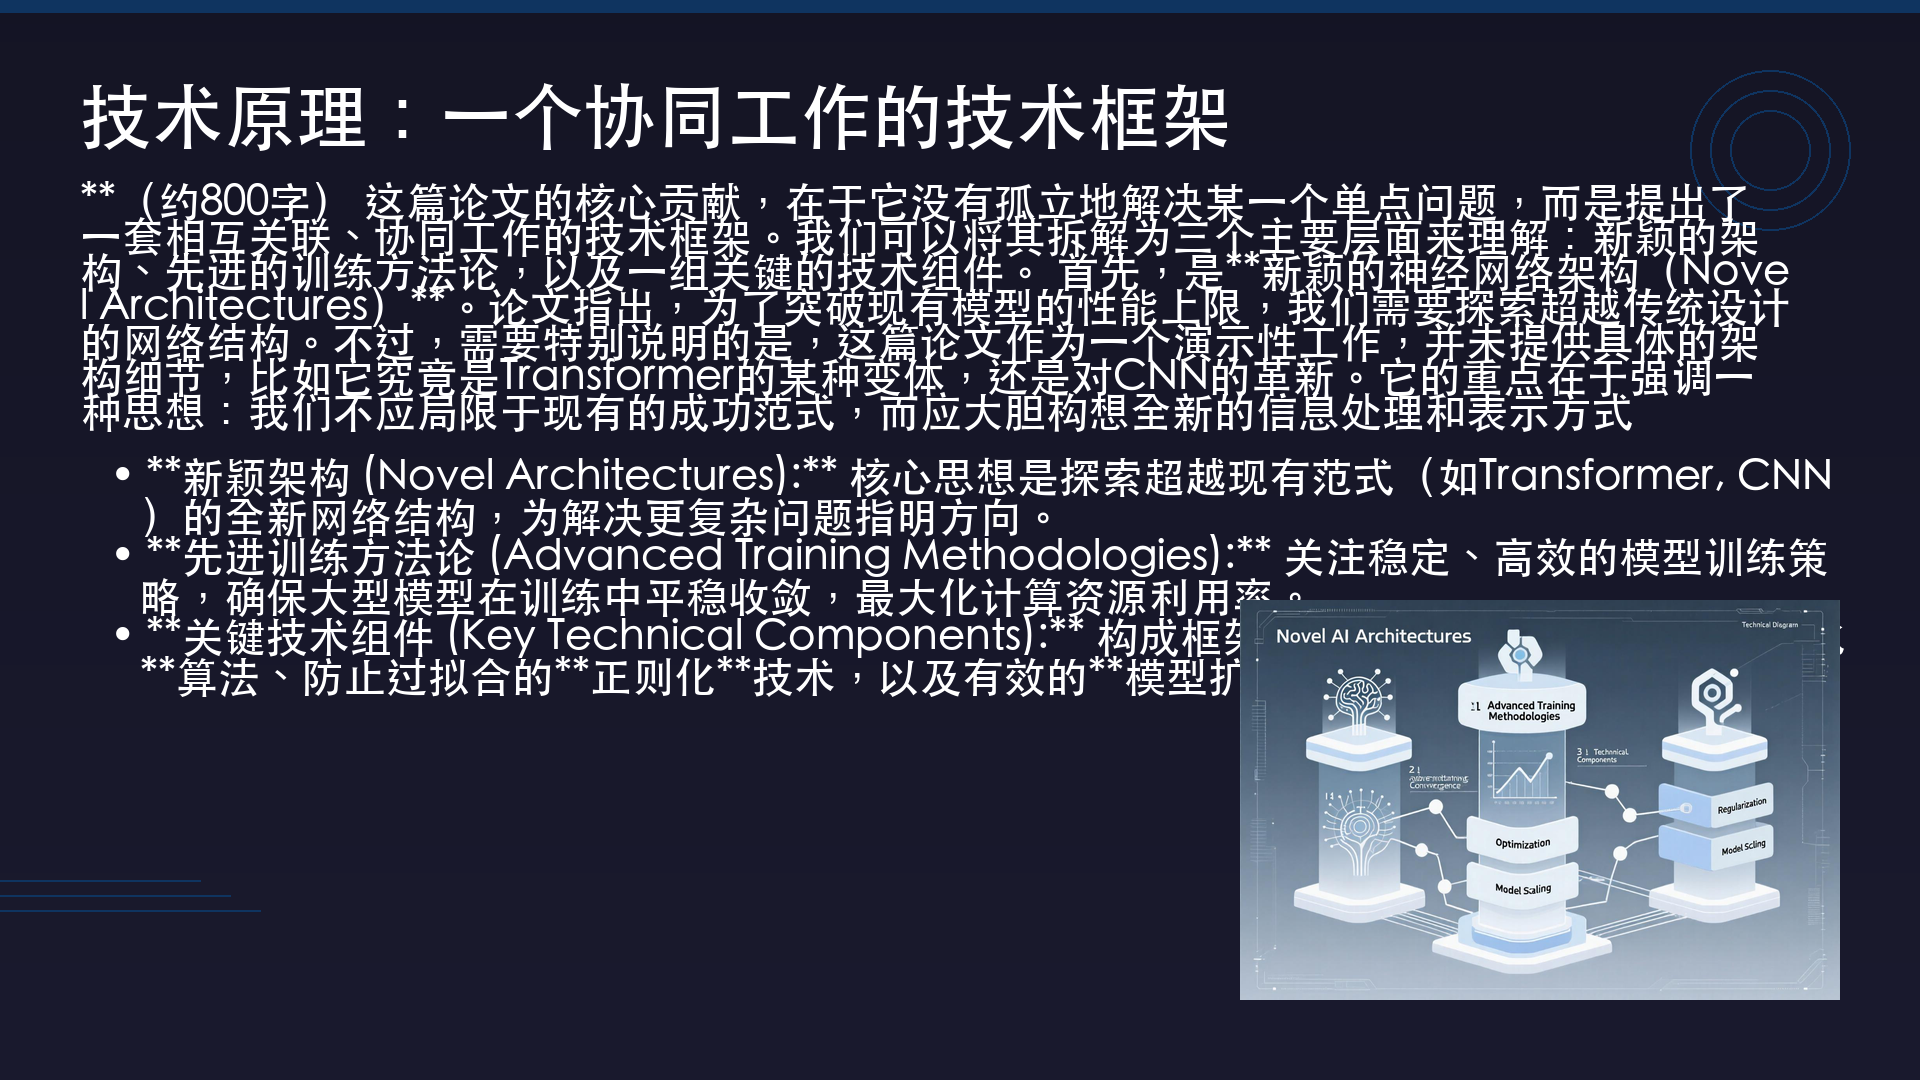 技术原理：一个协同工作的技术框架
**（约800字） 这篇论文的核心贡献，在于它没有孤立地解决某一个单点问题，而是提出了
一套相互关联、协同工作的技术框架。我们可以将其拆解为三个主要层面来理解：新颖的架
构、先进的训练方法论，以及一组关键的技术组件。 首先，是**新颖的神经网络架构（Nove
l Architectures）**。论文指出，为了突破现有模型的性能上限，我们需要探索超越传统设计
的网络结构。不过，需要特别说明的是，这篇论文作为一个演示性工作，并未提供具体的架
构细节，比如它究竟是Transformer的某种变体，还是对CNN的革新。它的重点在于强调一
种思想：我们不应局限于现有的成功范式，而应大胆构想全新的信息处理和表示方式
• **新颖架构 (Novel Architectures):** 核心思想是探索超越现有范式（如Transformer, CNN
）的全新网络结构，为解决更复杂问题指明方向。
• **先进训练方法论 (Advanced Training Methodologies):** 关注稳定、高效的模型训练策
略，确保大型模型在训练中平稳收敛，最大化计算资源利用率。
• **关键技术组件 (Key Technical Components):** 构成框架
**算法、防止过拟合的**正则化**技术，以及有效的**模型扩
Novel AI Architectures
Technical Diagram
Advanced Training
Methodologies
3 Technical
Components
2
Convergence
Regularization
Optimization
Model Scling
Model Scaling